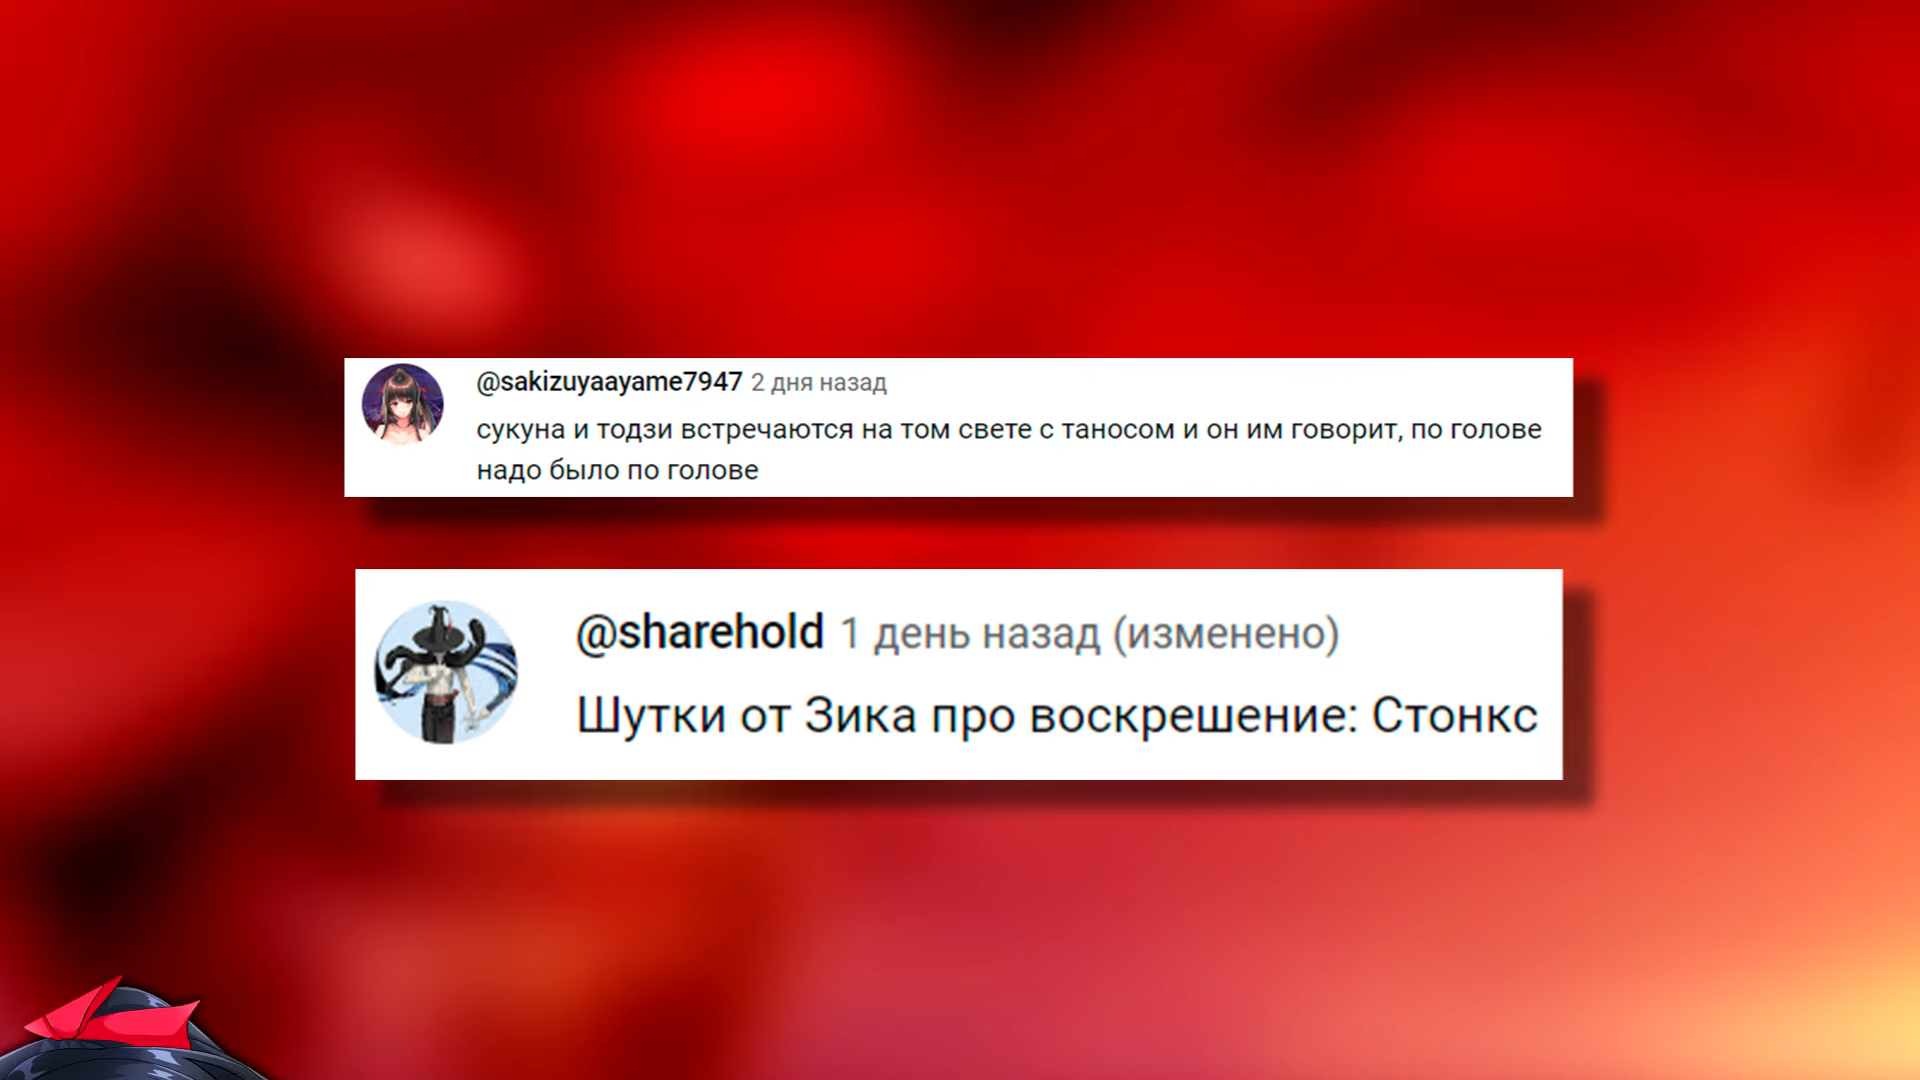 @sakizuyaayame7947 2 дня назад
сукуна и тодзи встречаются на том свете с таносом и он им говорит, по голове
надо было по голове
@sharehold 1 день назад (изменено)
Шутки от Зика про воскрешение: Стонкс